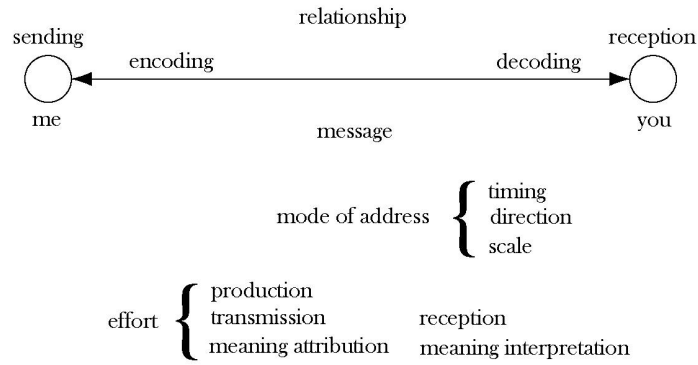 relationship
sending reception
encoding decoding
me you
message
timing
mode of address direction
scale
production
effort transmission reception
meaning attribution meaning interpretation